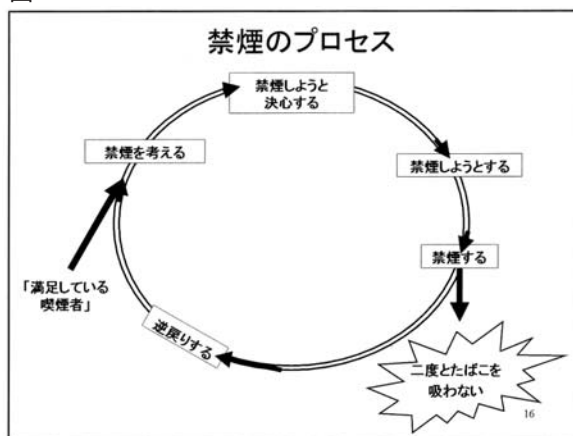 禁煙のプロセス
禁煙しようと
決心する
禁煙を考える
禁煙しようとする
禁煙する
「満足している
喫煙者」
逆戻りする
二度とたばこを
吸わない
16